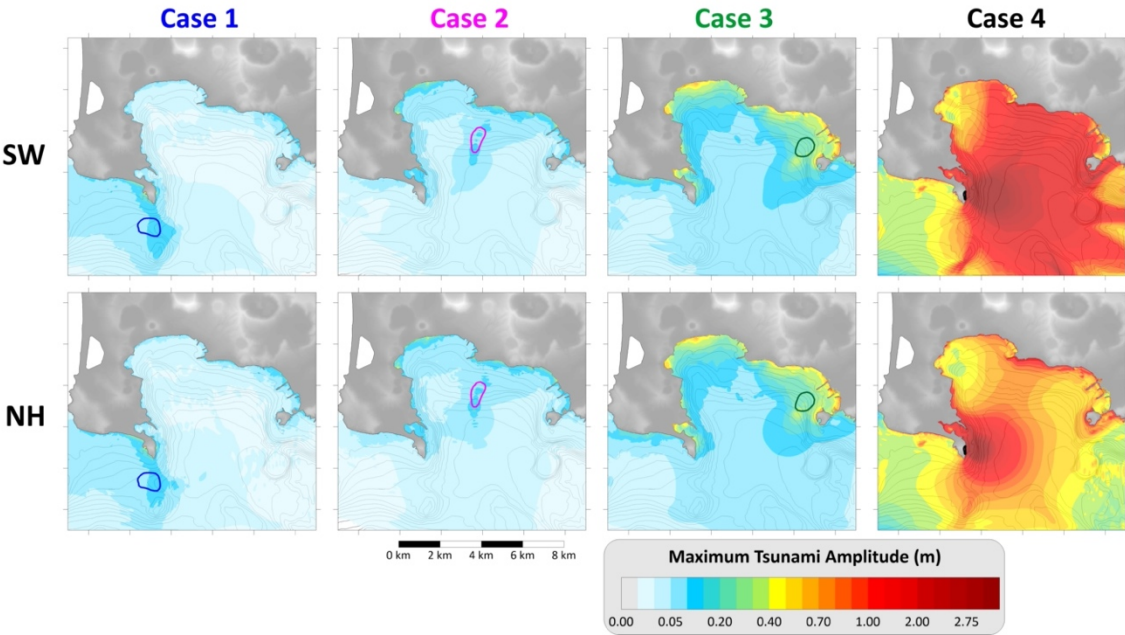 Case 1 Case 2 Case 3 Case 4
SW
NH
0 km 2 km 4 km 6 km 8 km
Maximum Tsunami Amplitude (m)
0.00 0.05 0.20 0.40 0.70 1.00 2.00 2.75